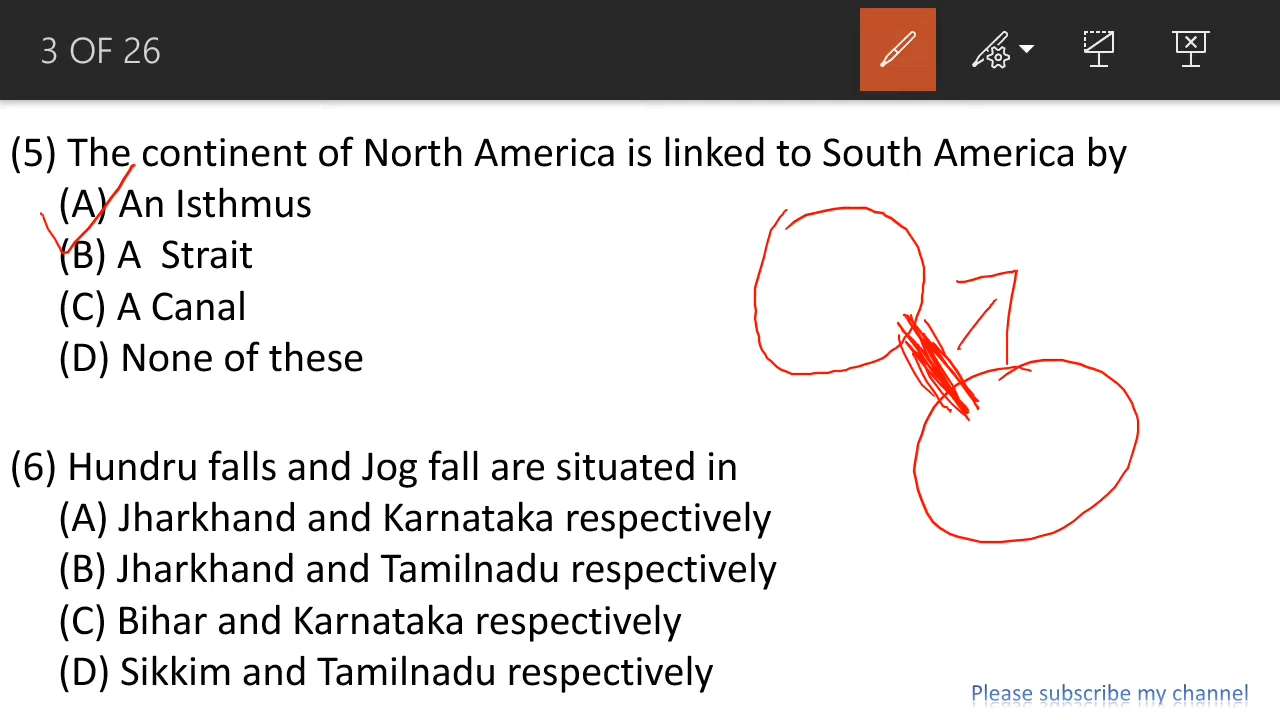 3 OF 26
(5) The continent of North America is linked to South America by
(A) An Isthmus
(B) A Strait
(C) A Canal
(D) None of these
(6) Hundru falls and Jog fall are situated in
(A) Jharkhand and Karnataka respectively
(B) Jharkhand and Tamilnadu respectively
(C) Bihar and Karnataka respectively
(D) Sikkim and Tamilnadu respectively
Please subscribe my channel